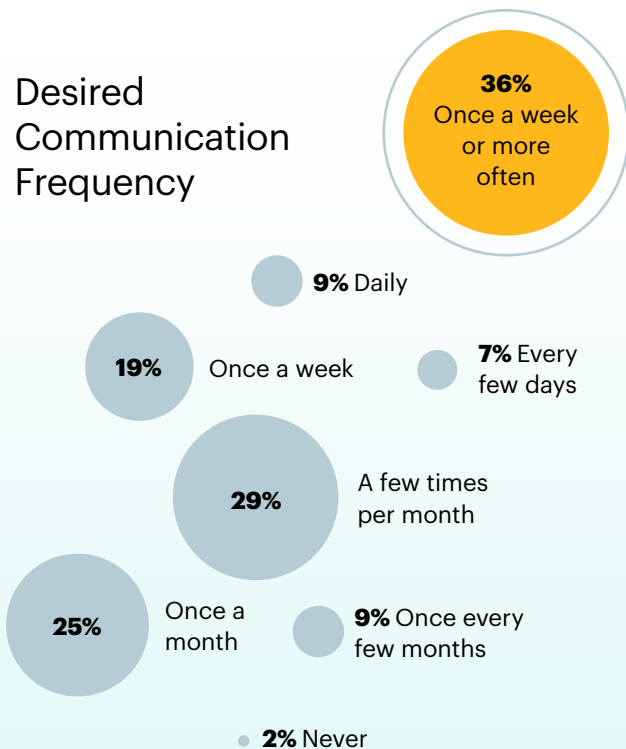 Desired
Communication
Frequency
36%
Once a week
or more
often
9% Daily
19%
Once a week
7% Every
few days
29%
A few times
per month
25%
Once a
month
9% Once every
few months
2% Never